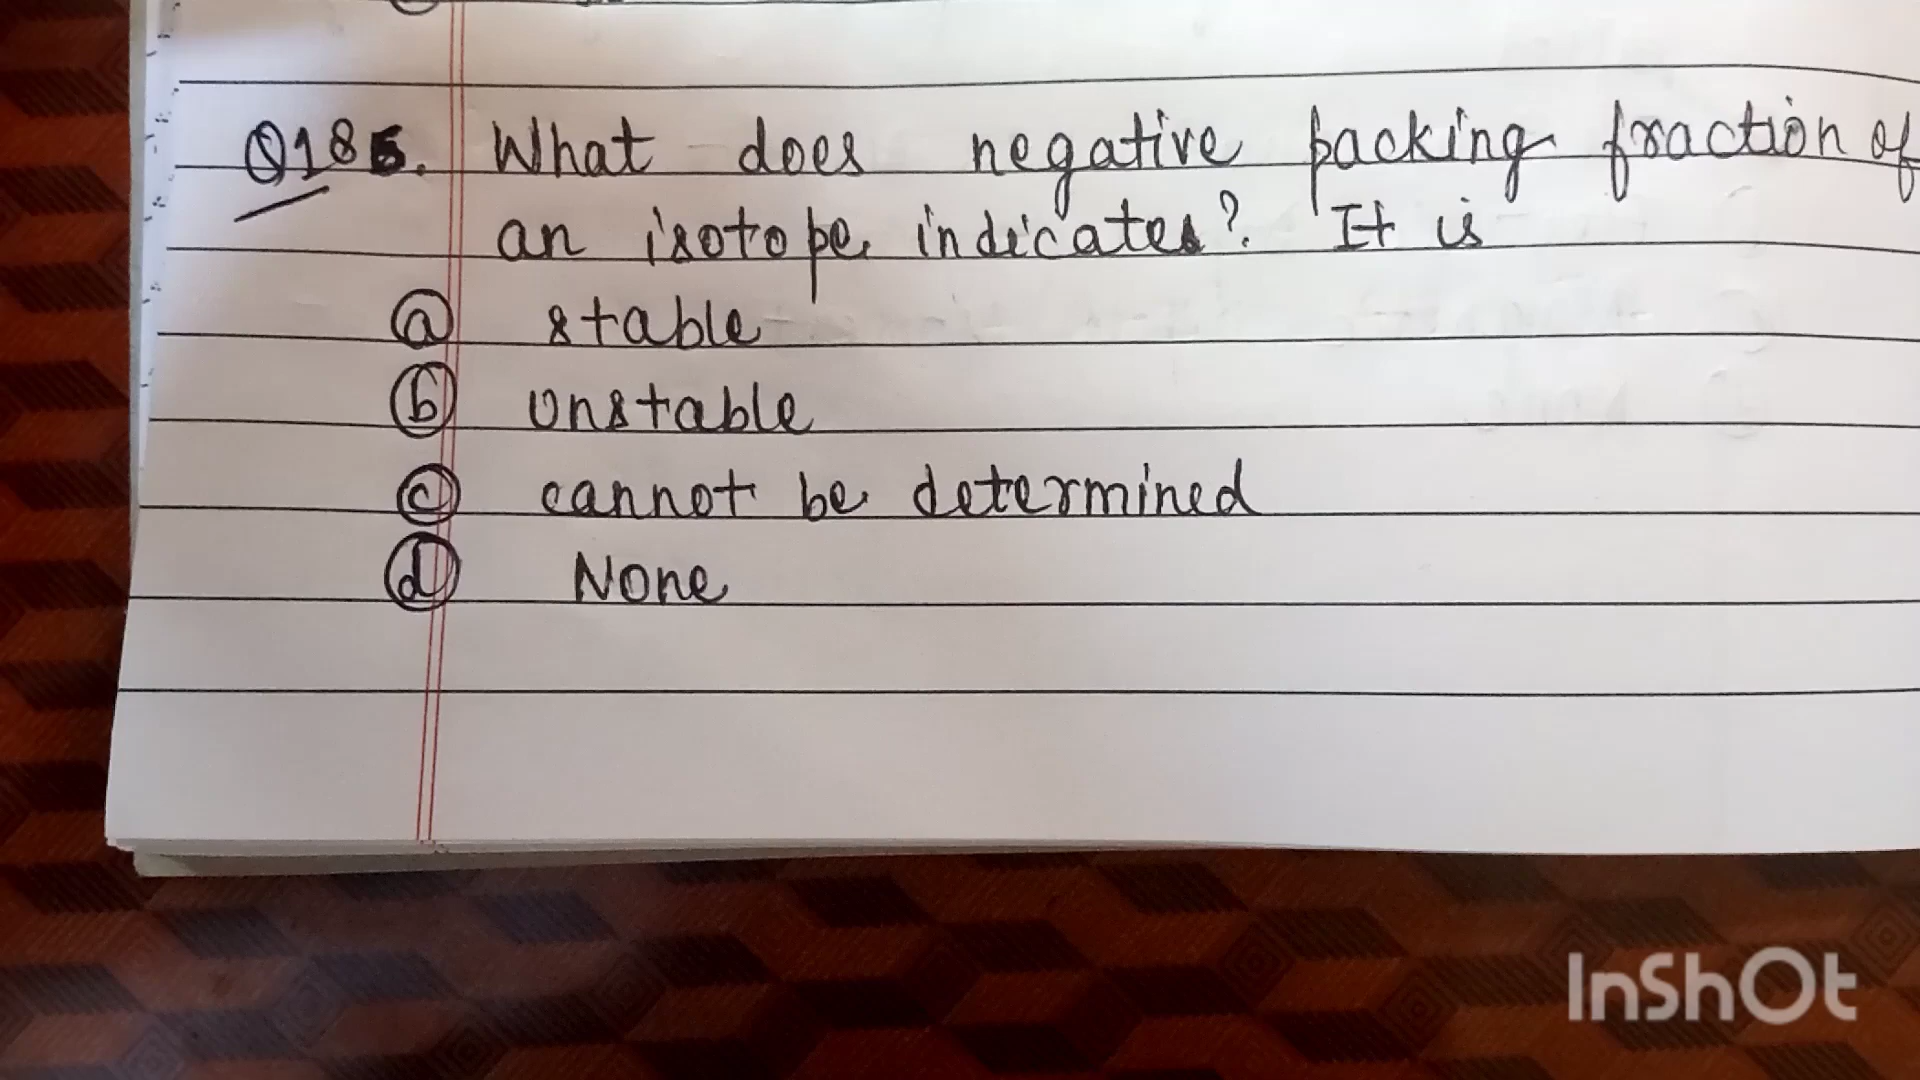 Q185. What does negative packing fraction of
an isotope indicates? It is
(a) stable
(b) unstable
(c) cannot be determined
(d) None
InShOt